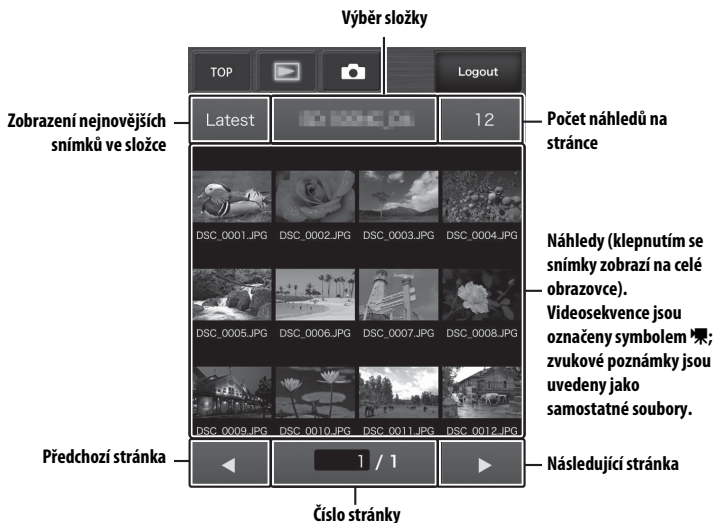 Výběr složky
TOP
Logout
Zobrazení nejnovějších
snímků ve složce
Latest
12
Počet náhledů na
stránce
DSC_0001.JPG DSC_0002.JPG DSC_0003.JPG DSC_0004.JPG
DSC_0005.JPG DSC_0006.JPG DSC_0007.JPG DSC_0008.JPG
DSC_0009.JPG DSC_0010.JPG DSC_0011.JPG DSC_0012.JPG
Náhledy (klepnutím se
snímky zobrazí na celé
obrazovce).
Videosekvence jsou
označeny symbolem ;
zvukové poznámky jsou
uvedeny jako
samostatné soubory.
Předchozí stránka
1 / 1
Následující stránka
Číslo stránky